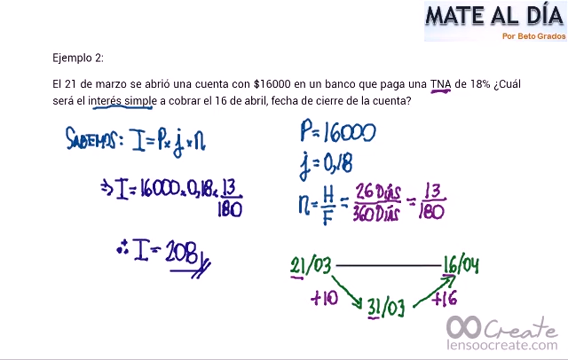 MATE AL DÍA
Por Beto Grados
Ejemplo 2:
El 21 de marzo se abrió una cuenta con $16000 en un banco que paga una TNA de 18% ¿Cuál
será el interés simple a cobrar el 16 de abril, fecha de cierre de la cuenta?
SABEMOS: I = P x j x n
⇒ I = 16000 x 0,18 x 13/180
∴ I = 208
P = 16000
j = 0,18
n = H/F = 26 DÍAS/360 DÍAS = 13/180
21/03 16/04
+10 31/03 +16
Create
lensoocreate.com